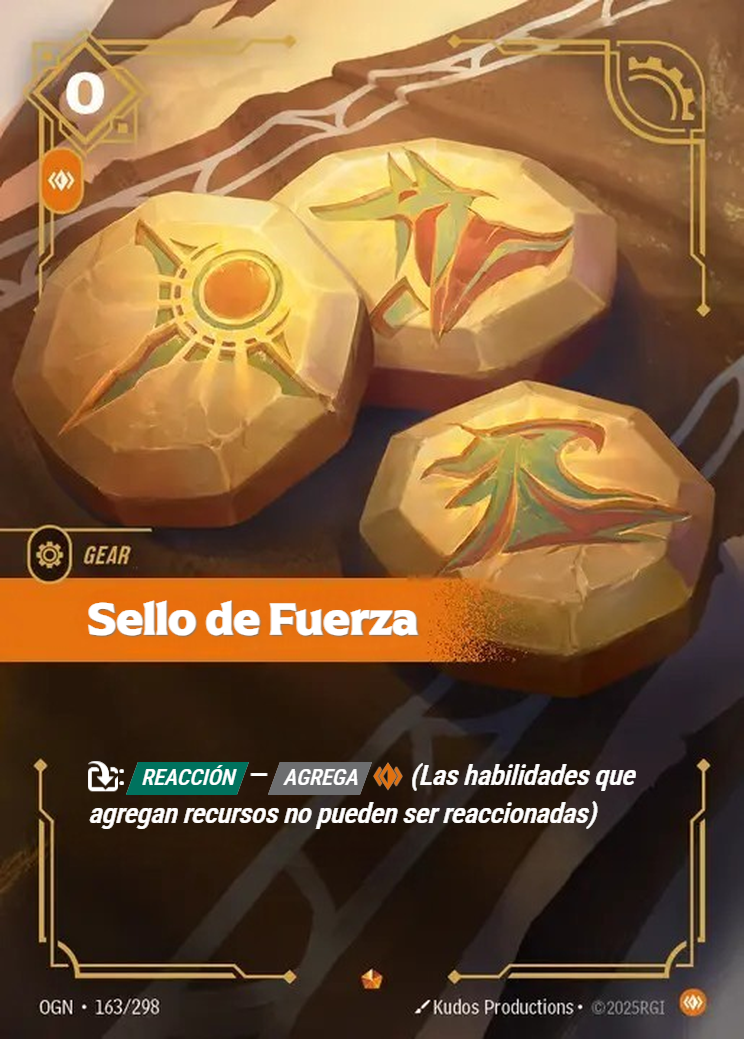 0
GEAR
Sello de Fuerza
: REACCIÓN — AGREGA (Las habilidades que
agregan recursos no pueden ser reaccionadas)
OGN • 163/298
Kudos Productions • ©2025RGI